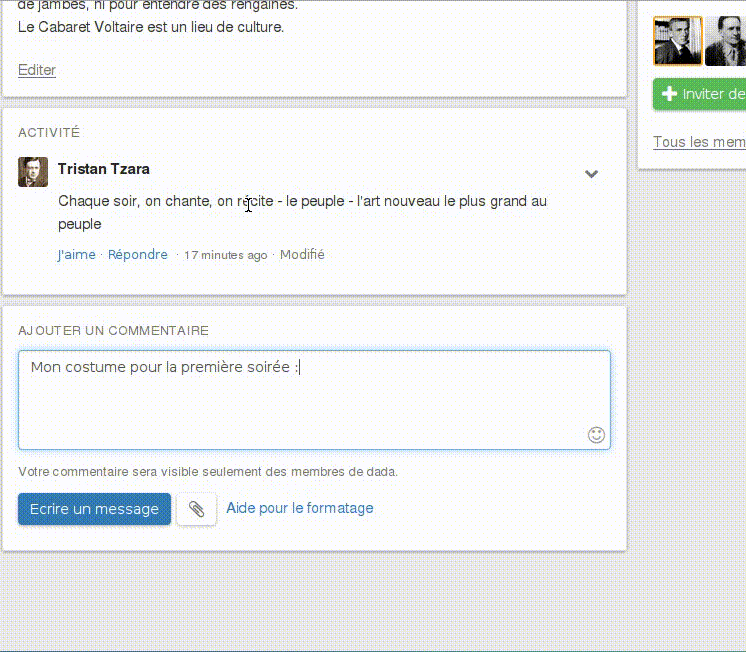 de jambes, ni pour entendre des rengaines.
Le Cabaret Voltaire est un lieu de culture.
Editer
ACTIVITÉ
Tristan Tzara
Chaque soir, on chante, on récite - le peuple - l'art nouveau le plus grand au
peuple
J'aime · Répondre · 17 minutes ago · Modifié
AJOUTER UN COMMENTAIRE
Mon costume pour la première soirée :
Votre commentaire sera visible seulement des membres de dada.
Ecrire un message
Aide pour le formatage
Inviter de
Tous les mem